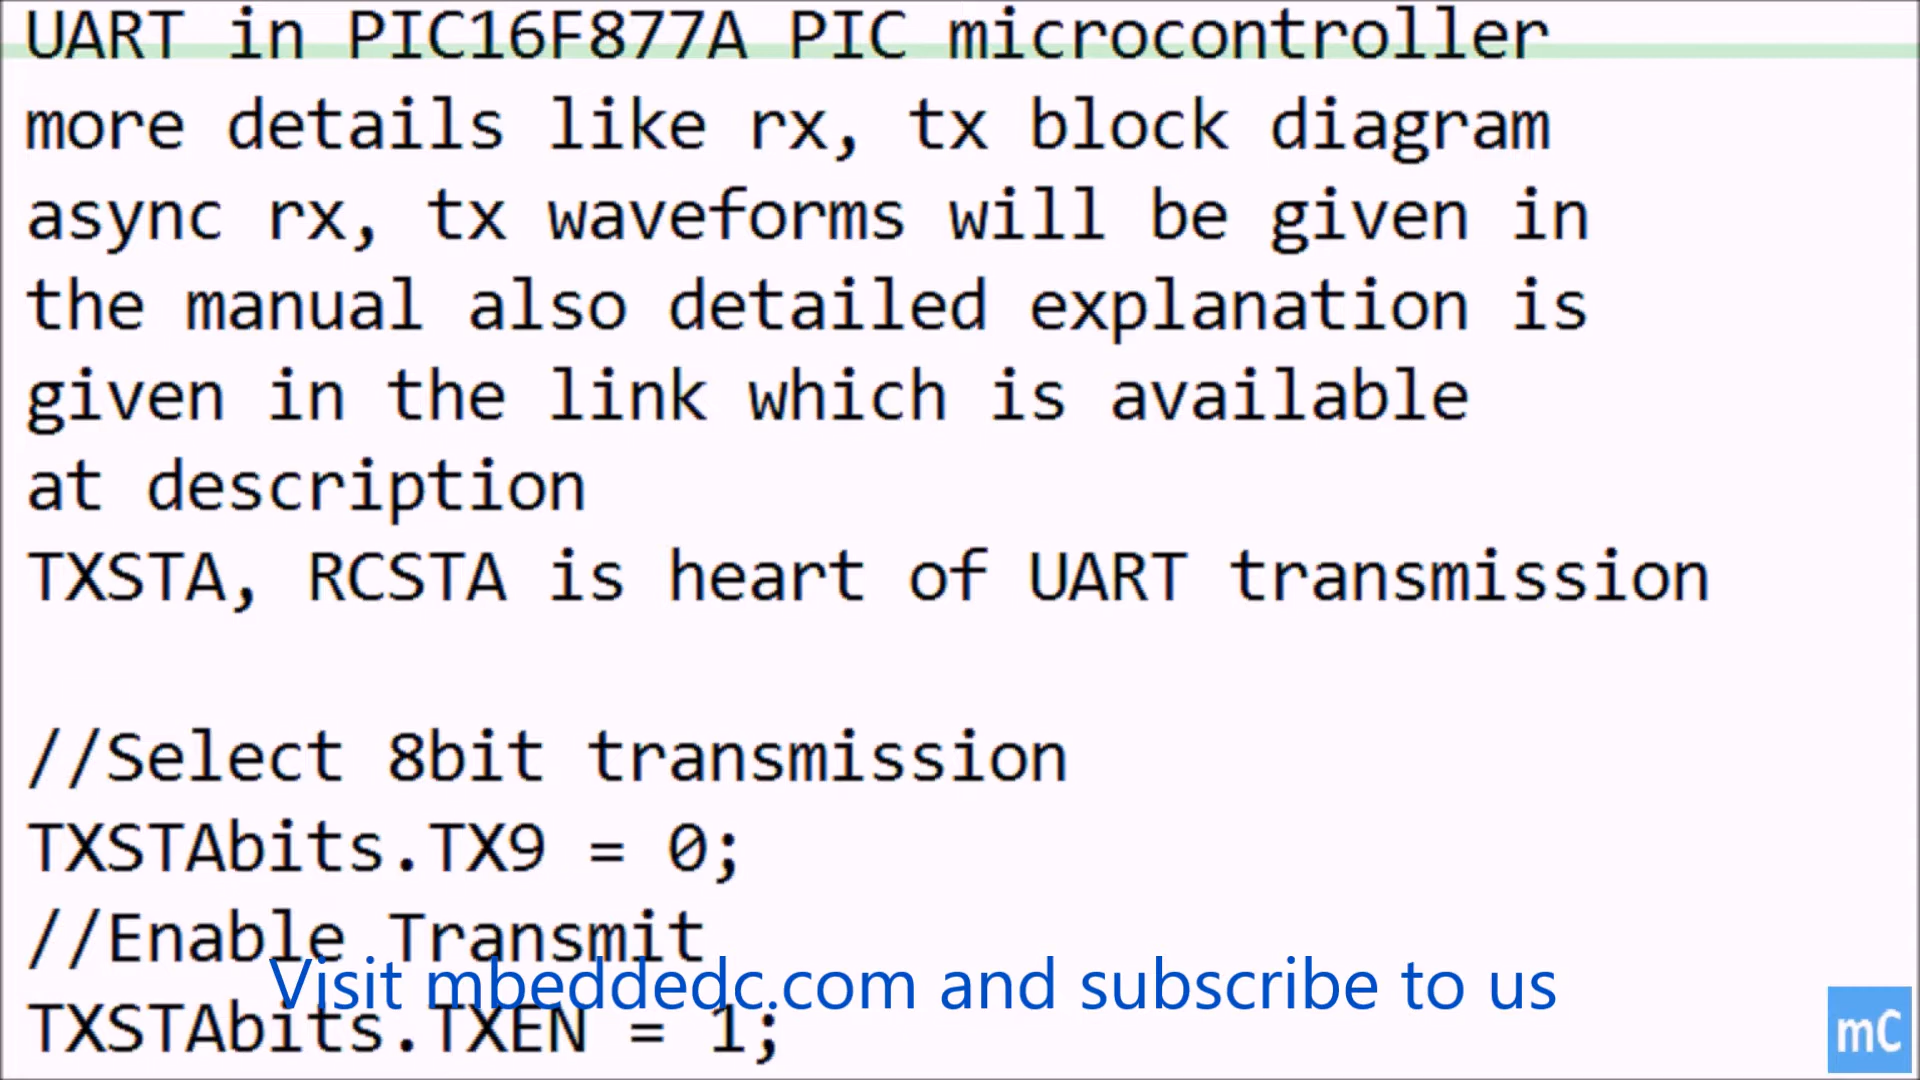 UART in PIC16F877A PIC microcontroller
more details like rx, tx block diagram
async rx, tx waveforms will be given in
the manual also detailed explanation is
given in the link which is available
at description
TXSTA, RCSTA is heart of UART transmission
//Select 8bit transmission
TXSTAbits.TX9 = 0;
//Enable Transmit
Visit mbeddedc.com and subscribe to us
TXSTAbits.TXEN = 1;
mC